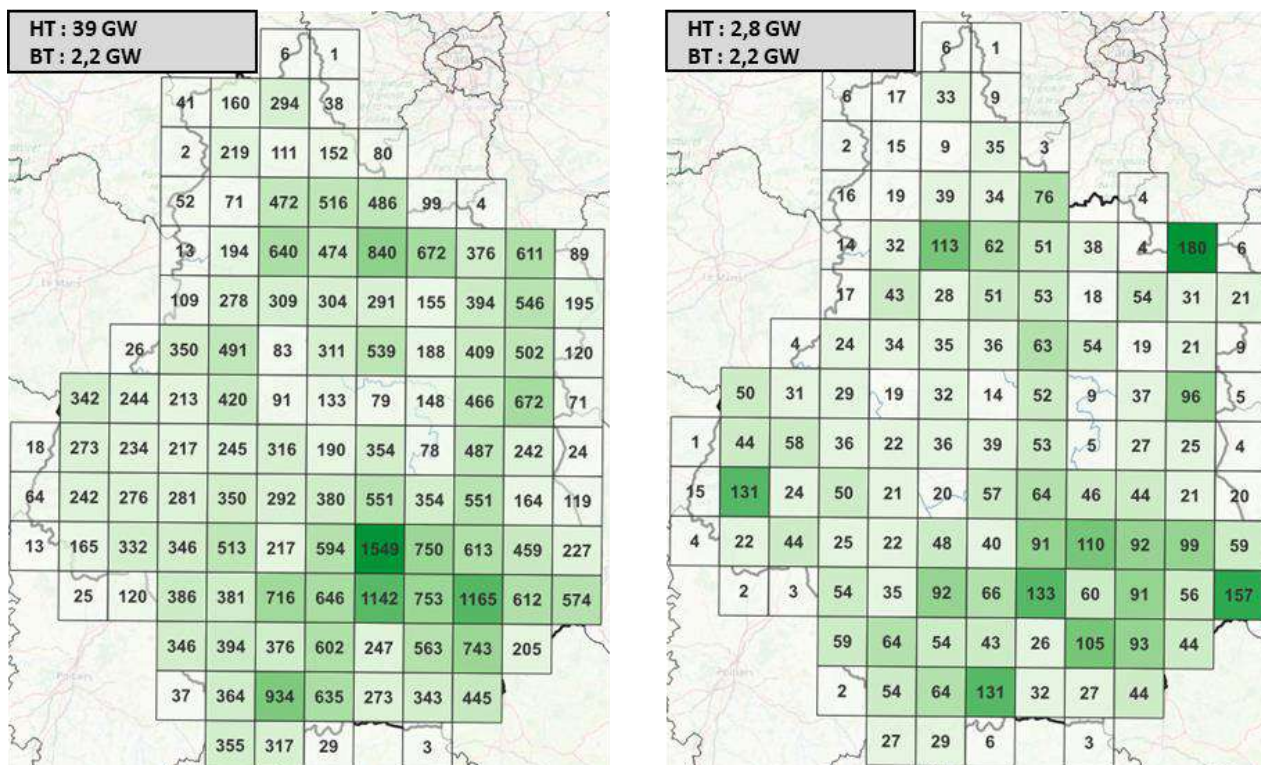 HT : 39 GW
BT : 2,2 GW
6 1
41 160 294 38
2 219 111 152 80
52 71 472 516 486 99 4
13 194 640 474 840 672 376 611 89
109 278 309 304 291 155 394 546 195
26 350 491 83 311 539 188 409 502 120
342 244 213 420 91 133 79 148 466 672 71
18 273 234 217 245 316 190 354 78 487 242 24
64 242 276 281 350 292 380 551 354 551 164 119
13 165 332 346 513 217 594 1549 750 613 459 227
25 120 386 381 716 646 1142 753 1165 612 574
346 394 376 602 247 563 743 205
37 364 934 635 273 343 445
355 317 29 3
Le Mans
Poitiers
HT : 2,8 GW
BT : 2,2 GW
6 1
6 17 33 9
2 15 9 35 3
16 19 39 34 76 4
14 32 113 62 51 38 4 180 6
17 43 28 51 53 18 54 31 21
4 24 34 35 36 63 54 19 21 9
50 31 29 19 32 14 52 9 37 96 5
1 44 58 36 22 36 39 53 5 27 25 4
15 131 24 50 21 20 57 64 46 44 21 20
4 22 44 25 22 48 40 91 110 92 99 59
2 3 54 35 92 66 133 60 91 56 157
59 64 54 43 26 105 93 44
2 54 64 131 32 27 44
27 29 6 3
Le Mans
Poitiers